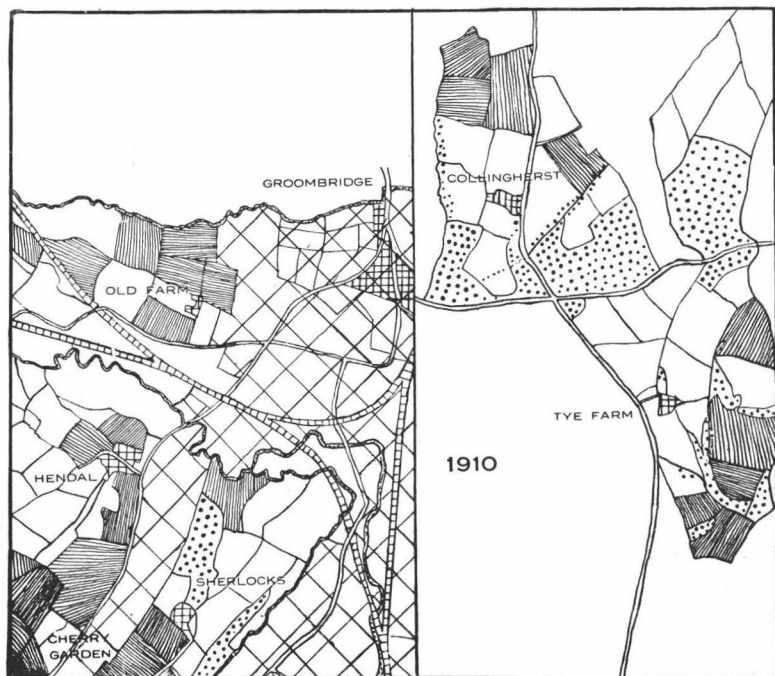 GROOMBRIDGE
COLLINGHERST
OLD FARM
TYE FARM
1910
HENDAL
SHERLOCKS
CHERRY
GARDEN